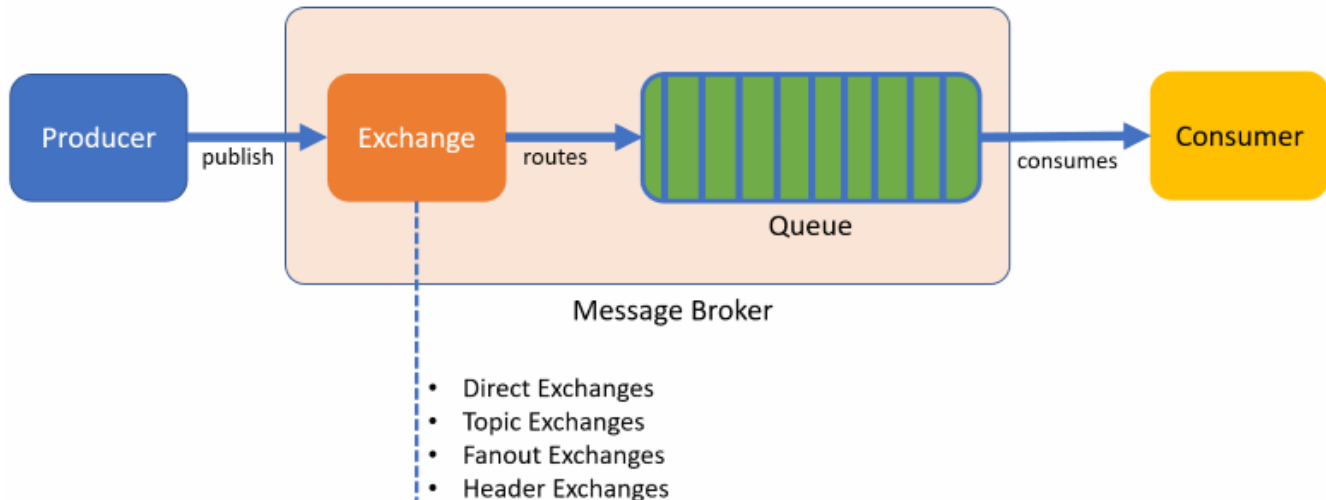 Producer
publish
Exchange
routes
Queue
consumes
Consumer
Message Broker
• Direct Exchanges
• Topic Exchanges
• Fanout Exchanges
• Header Exchanges